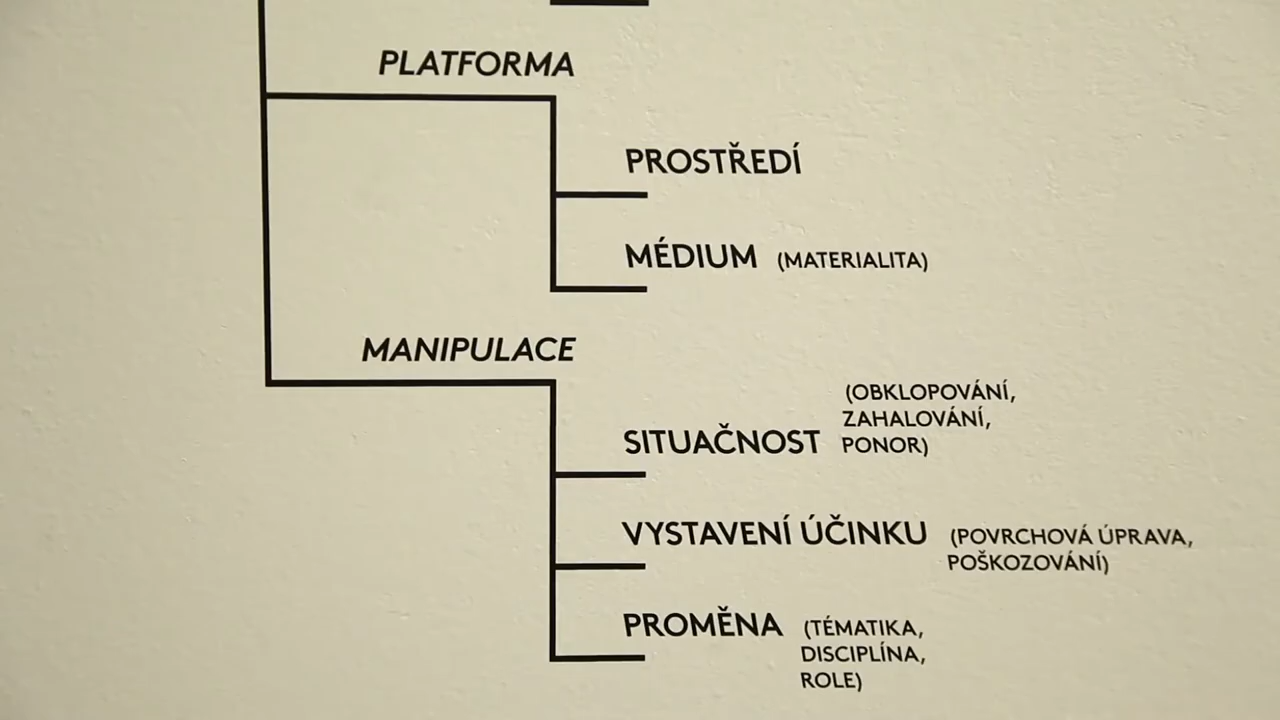 PLATFORMA
PROSTŘEDÍ
MÉDIUM (MATERIALITA)
MANIPULACE
SITUAČNOST (OBKLOPOVÁNÍ,
ZAHALOVÁNÍ,
PONOR)
VYSTAVENÍ ÚČINKU (POVRCHOVÁ ÚPRAVA,
POŠKOZOVÁNÍ)
PROMĚNA (TÉMATIKA,
DISCIPLÍNA,
ROLE)